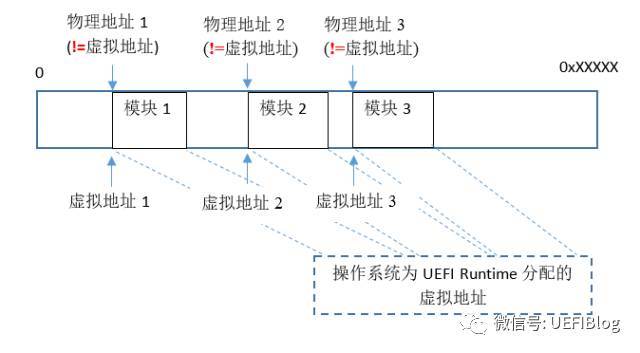 物理地址 1
(!=虚拟地址)
物理地址 2
(!=虚拟地址)
物理地址 3
(!=虚拟地址)
0
0xXXXXX
模块 1
模块 2
模块 3
虚拟地址 1
虚拟地址 2
虚拟地址 3
操作系统为 UEFI Runtime 分配的
虚拟地址
微信号: UEFIBlog